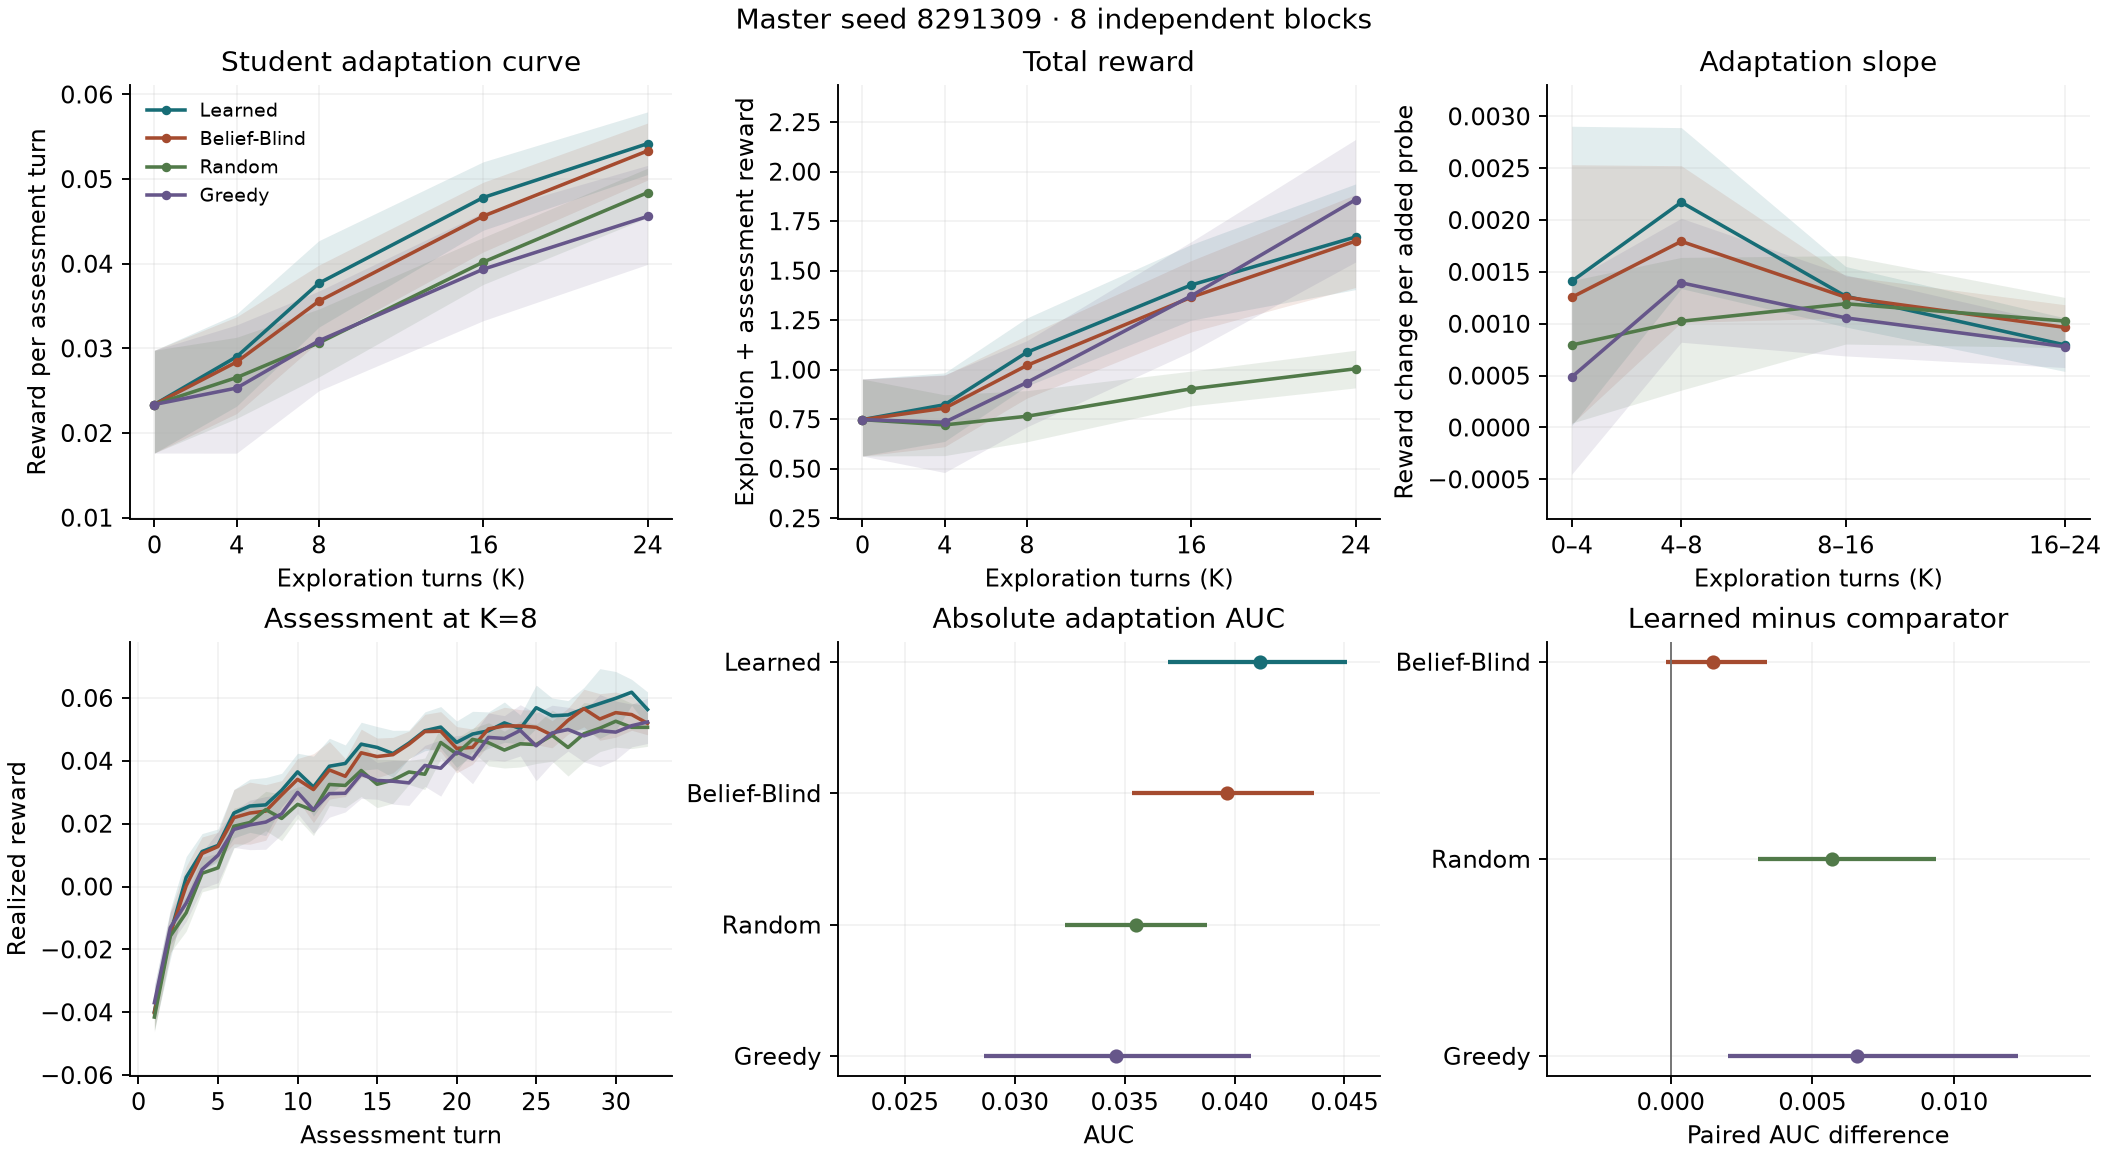 Master seed 8291309 · 8 independent blocks
Student adaptation curve
Reward per assessment turn
0.06
0.05
0.04
0.03
0.02
0.01
Learned
Belief-Blind
Random
Greedy
0 4 8 16 24
Exploration turns (K)
Total reward
Exploration + assessment reward
2.25
2.00
1.75
1.50
1.25
1.00
0.75
0.50
0.25
0 4 8 16 24
Exploration turns (K)
Adaptation slope
Reward change per added probe
0.0030
0.0025
0.0020
0.0015
0.0010
0.0005
0.0000
−0.0005
0–4 4–8 8–16 16–24
Exploration turns (K)
Assessment at K=8
Realized reward
0.06
0.04
0.02
0.00
−0.02
−0.04
−0.06
0 5 10 15 20 25 30
Assessment turn
Absolute adaptation AUC
Learned
Belief-Blind
Random
Greedy
0.025 0.030 0.035 0.040 0.045
AUC
Learned minus comparator
Belief-Blind
Random
Greedy
0.000 0.005 0.010
Paired AUC difference